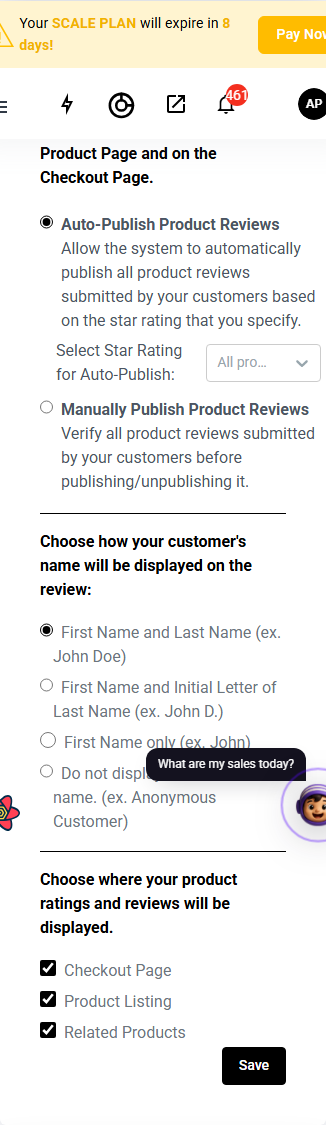 Your SCALE PLAN will expire in 8
days!
Pay Now
461
AP
Product Page and on the
Checkout Page.
Auto-Publish Product Reviews
Allow the system to automatically
publish all product reviews
submitted by your customers based
on the star rating that you specify.
Select Star Rating
for Auto-Publish:
All pro...
Manually Publish Product Reviews
Verify all product reviews submitted
by your customers before
publishing/unpublishing it.
Choose how your customer's
name will be displayed on the
review:
First Name and Last Name (ex.
John Doe)
First Name and Initial Letter of
Last Name (ex. John D.)
First Name only (ex. John)
What are my sales today?
Do not
name. (ex. Anonymous
Customer)
Choose where your product
ratings and reviews will be
displayed.
Checkout Page
Product Listing
Related Products
Save